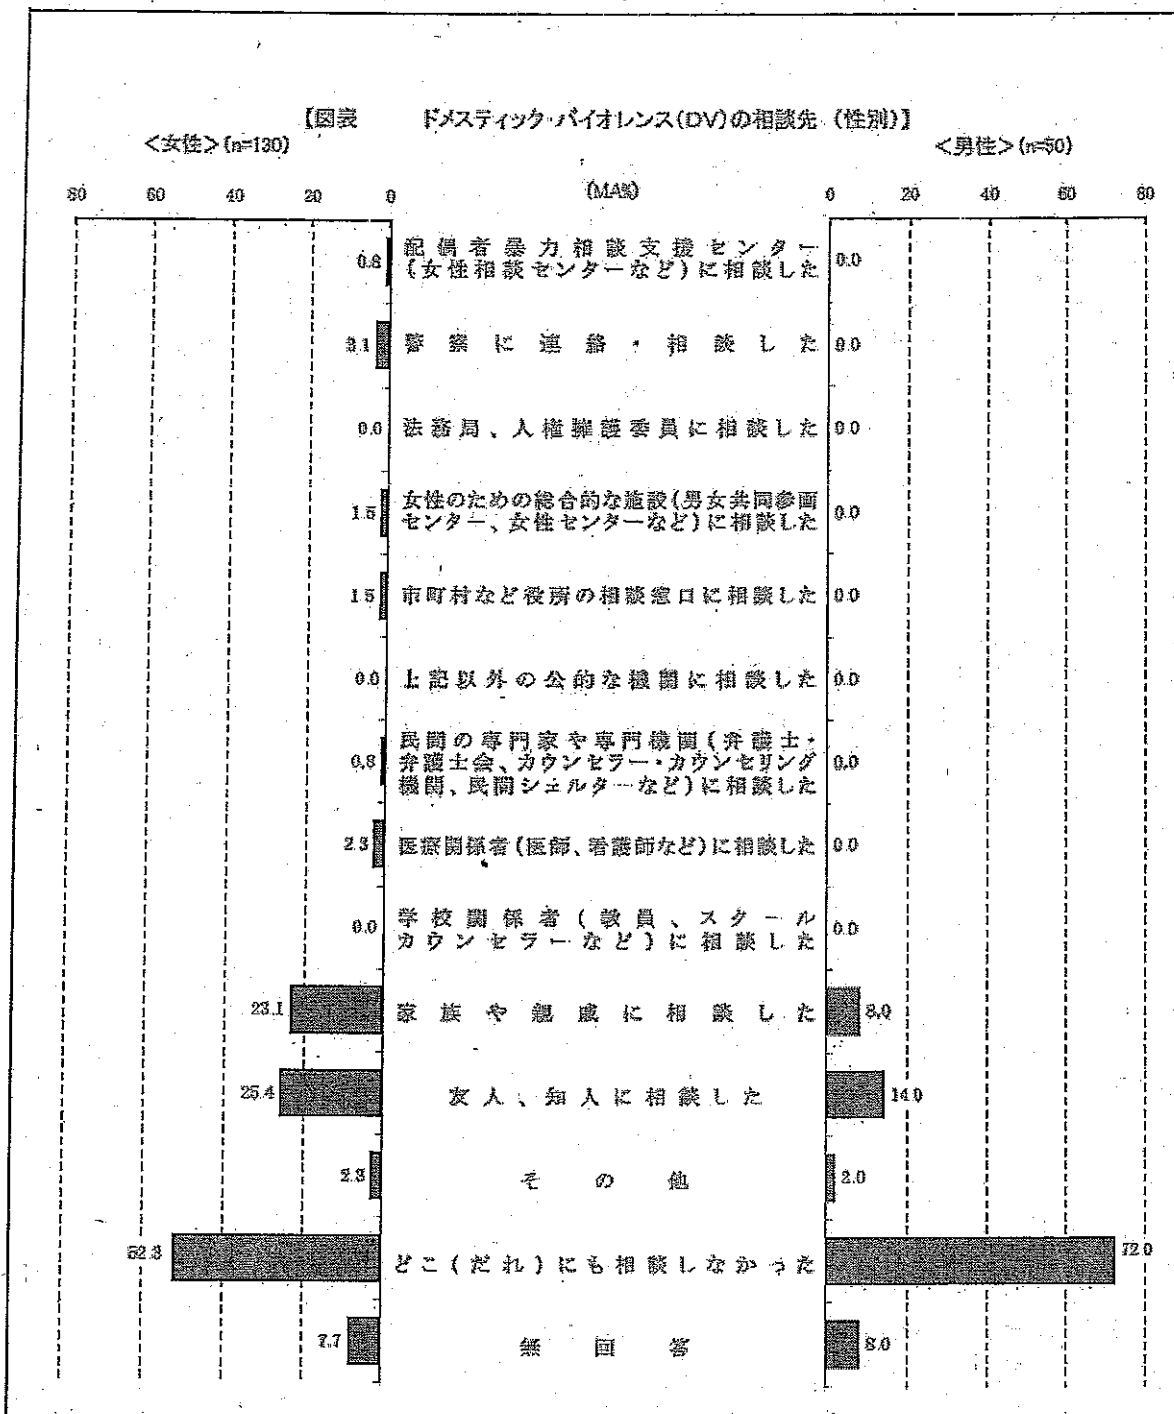 【図表 ドメスティック・バイオレンス(DV)の相談先 (性別)】
<女性>(n=130)
<男性>(n=50)
(MA%)
80 60 40 20 0
0 20 40 60 80
0.8 配偶者暴力相談支援センター 0.0
(女性相談センターなど)に相談した
3.1 警察に連絡・相談した 0.0
0.0 法務局、人権擁護委員に相談した 0.0
1.5 女性のための総合的な施設(男女共同参画 0.0
センター、女性センターなど)に相談した
1.5 市町村など役所の相談窓口に相談した 0.0
0.0 上記以外の公的な機関に相談した 0.0
民間の専門家や専門機関(弁護士・
0.8 弁護士会、カウンセラー・カウンセリング 0.0
機関、民間シェルターなど)に相談した
2.3 医療関係者(医師、看護師など)に相談した 0.0
0.0 学校関係者(教員、スクール 0.0
カウンセラーなど)に相談した
23.1 家族や親戚に相談した 8.0
25.4 友人、知人に相談した 14.0
2.3 その他 2.0
52.3 どこ(だれ)にも相談しなかった 72.0
7.7 無回答 8.0